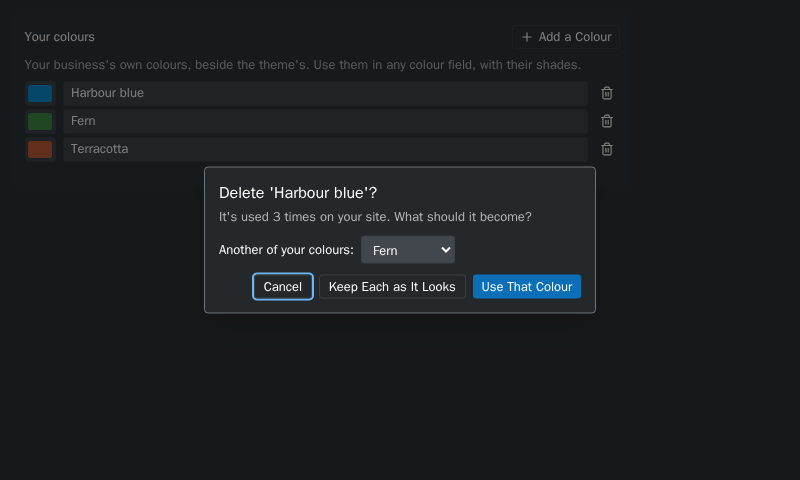 Your colours
Add a Colour
Your business's own colours, beside the theme's. Use them in any colour field, with their shades.
Harbour blue
Fern
Terracotta
Delete 'Harbour blue'?
It's used 3 times on your site. What should it become?
Another of your colours: Fern
Cancel Keep Each as It Looks Use That Colour